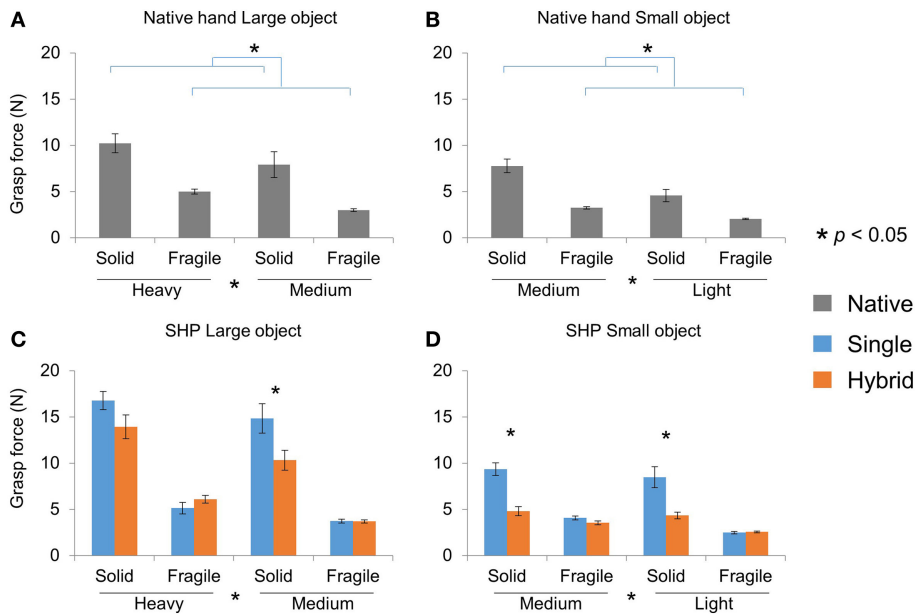 A
Native hand Large object
Grasp force (N)
20
15
10
5
0
*
Solid
Fragile
Solid
Fragile
Heavy
*
Medium
B
Native hand Small object
20
15
10
5
0
*
Solid
Fragile
Solid
Fragile
Medium
*
Light
* p < 0.05
Native
Single
Hybrid
C
SHP Large object
Grasp force (N)
20
15
10
5
0
*
Solid
Fragile
Solid
Fragile
Heavy
*
Medium
D
SHP Small object
20
15
10
5
0
*
*
Solid
Fragile
Solid
Fragile
Medium
*
Light